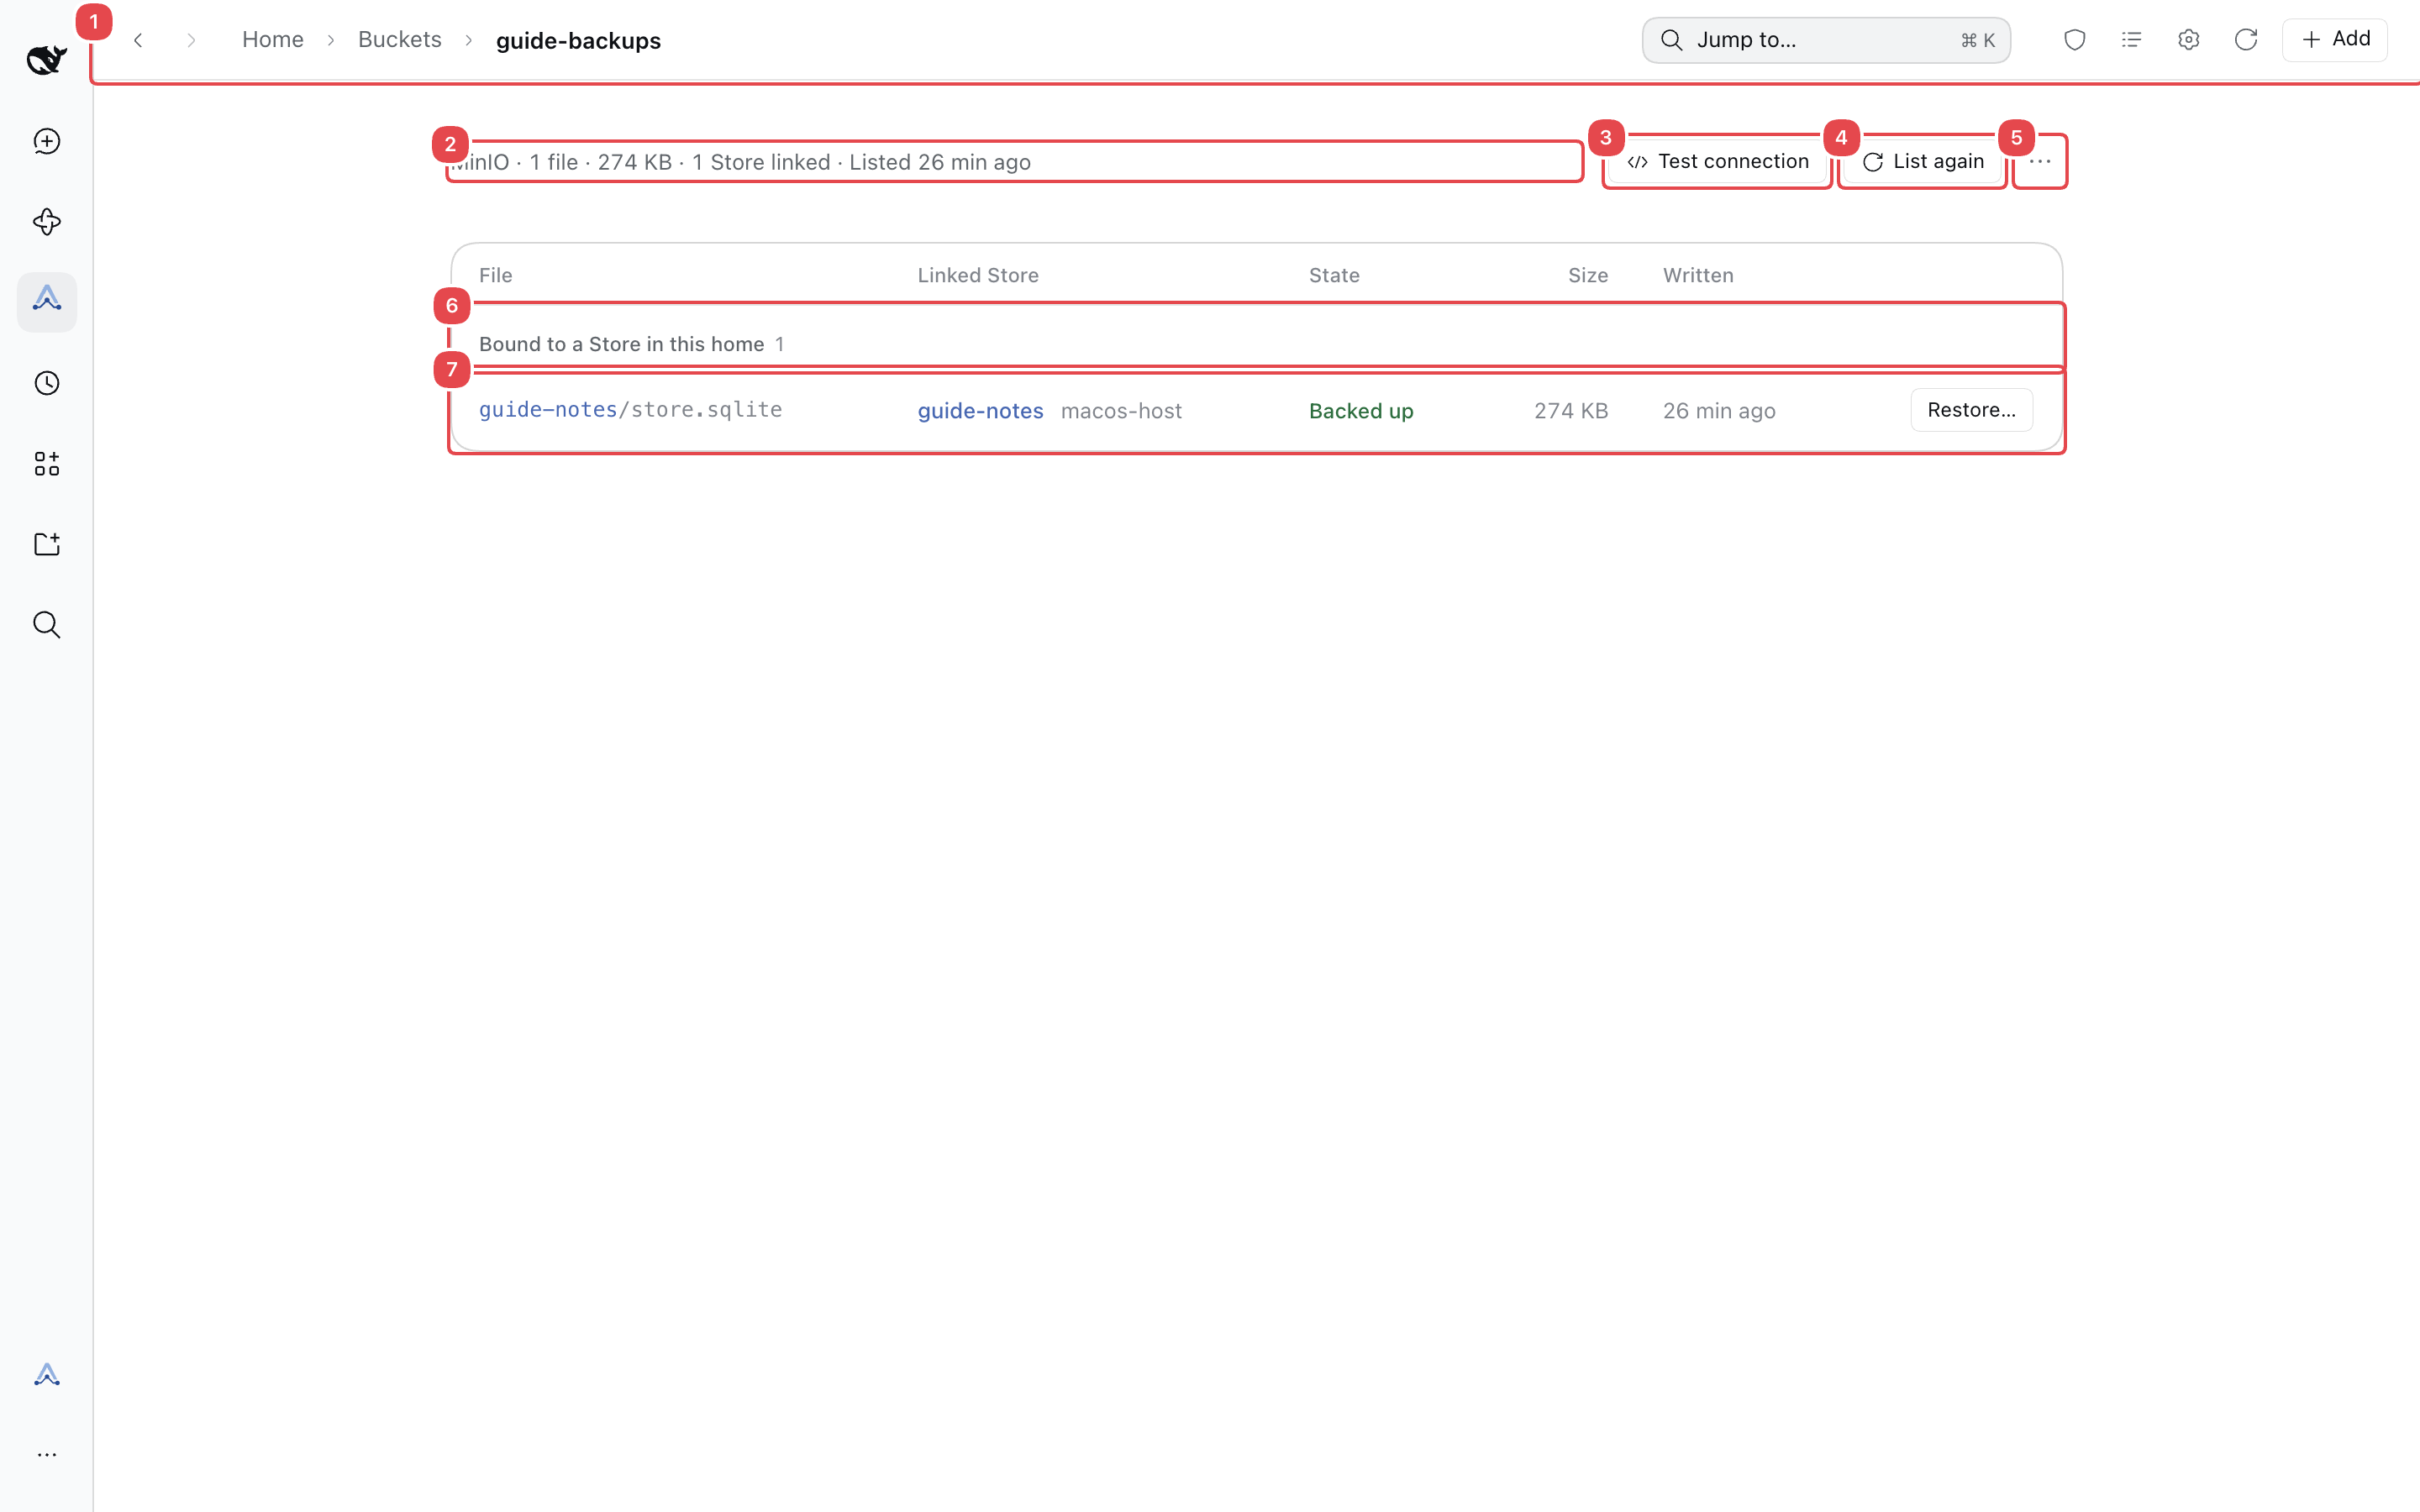 1
Home › Buckets › guide-backups
Jump to... ⌘ K
Add
2
MinIO · 1 file · 274 KB · 1 Store linked · Listed 26 min ago
3
Test connection
4
List again
5
File Linked Store State Size Written
6
Bound to a Store in this home 1
7
guide-notes/store.sqlite guide-notes macos-host Backed up 274 KB 26 min ago Restore...